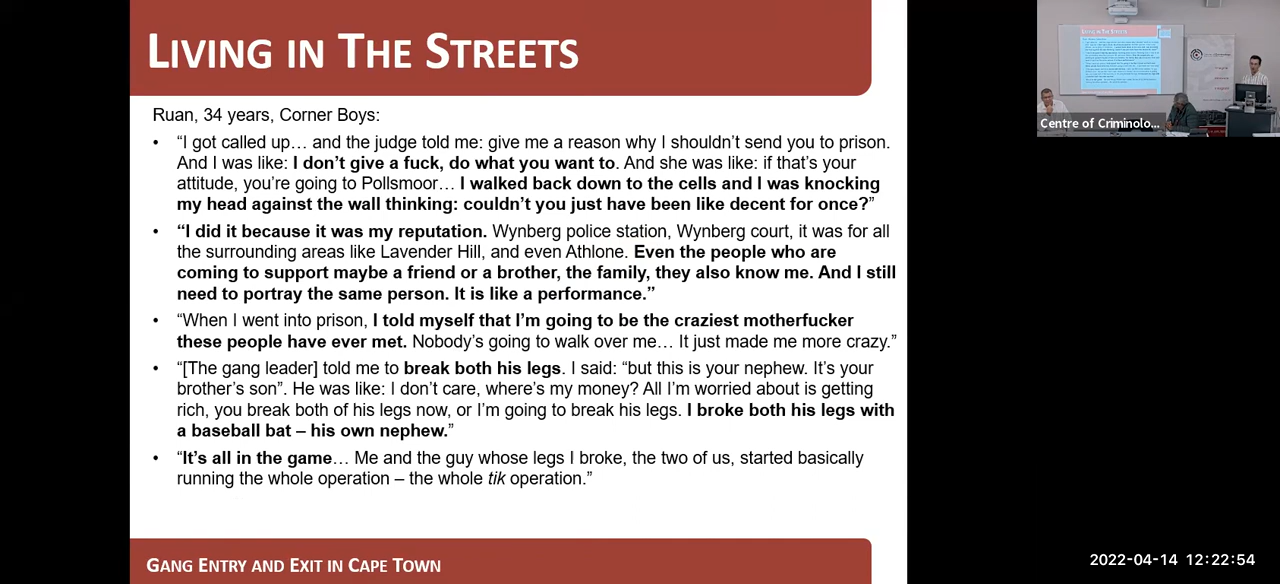 LIVING IN THE STREETS
Ruan, 34 years, Corner Boys:
• “I got called up… and the judge told me: give me a reason why I shouldn’t send you to prison.
And I was like: I don’t give a fuck, do what you want to. And she was like: if that’s your
attitude, you’re going to Pollsmoor… I walked back down to the cells and I was knocking
my head against the wall thinking: couldn’t you just have been like decent for once?”
• “I did it because it was my reputation. Wynberg police station, Wynberg court, it was for all
the surrounding areas like Lavender Hill, and even Athlone. Even the people who are
coming to support maybe a friend or a brother, the family, they also know me. And I still
need to portray the same person. It is like a performance.”
• “When I went into prison, I told myself that I’m going to be the craziest motherfucker
these people have ever met. Nobody’s going to walk over me… It just made me more crazy.”
• “[The gang leader] told me to break both his legs. I said: “but this is your nephew. It’s your
brother’s son”. He was like: I don’t care, where’s my money? All I’m worried about is getting
rich, you break both of his legs now, or I’m going to break his legs. I broke both his legs with
a baseball bat – his own nephew.”
• “It’s all in the game… Me and the guy whose legs I broke, the two of us, started basically
running the whole operation – the whole tik operation.”
GANG ENTRY AND EXIT IN CAPE TOWN
LIVING IN THE STREETS
Centre of Criminolo...
2022-04-14 12:22:54